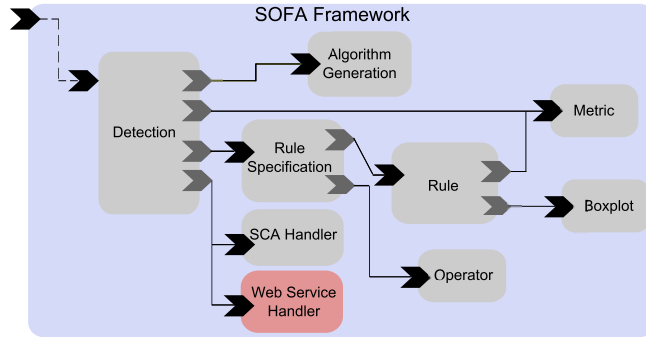 SOFA Framework
Algorithm
Generation
Metric
Detection
Rule
Specification
Rule
Boxplot
SCA Handler
Operator
Web Service
Handler